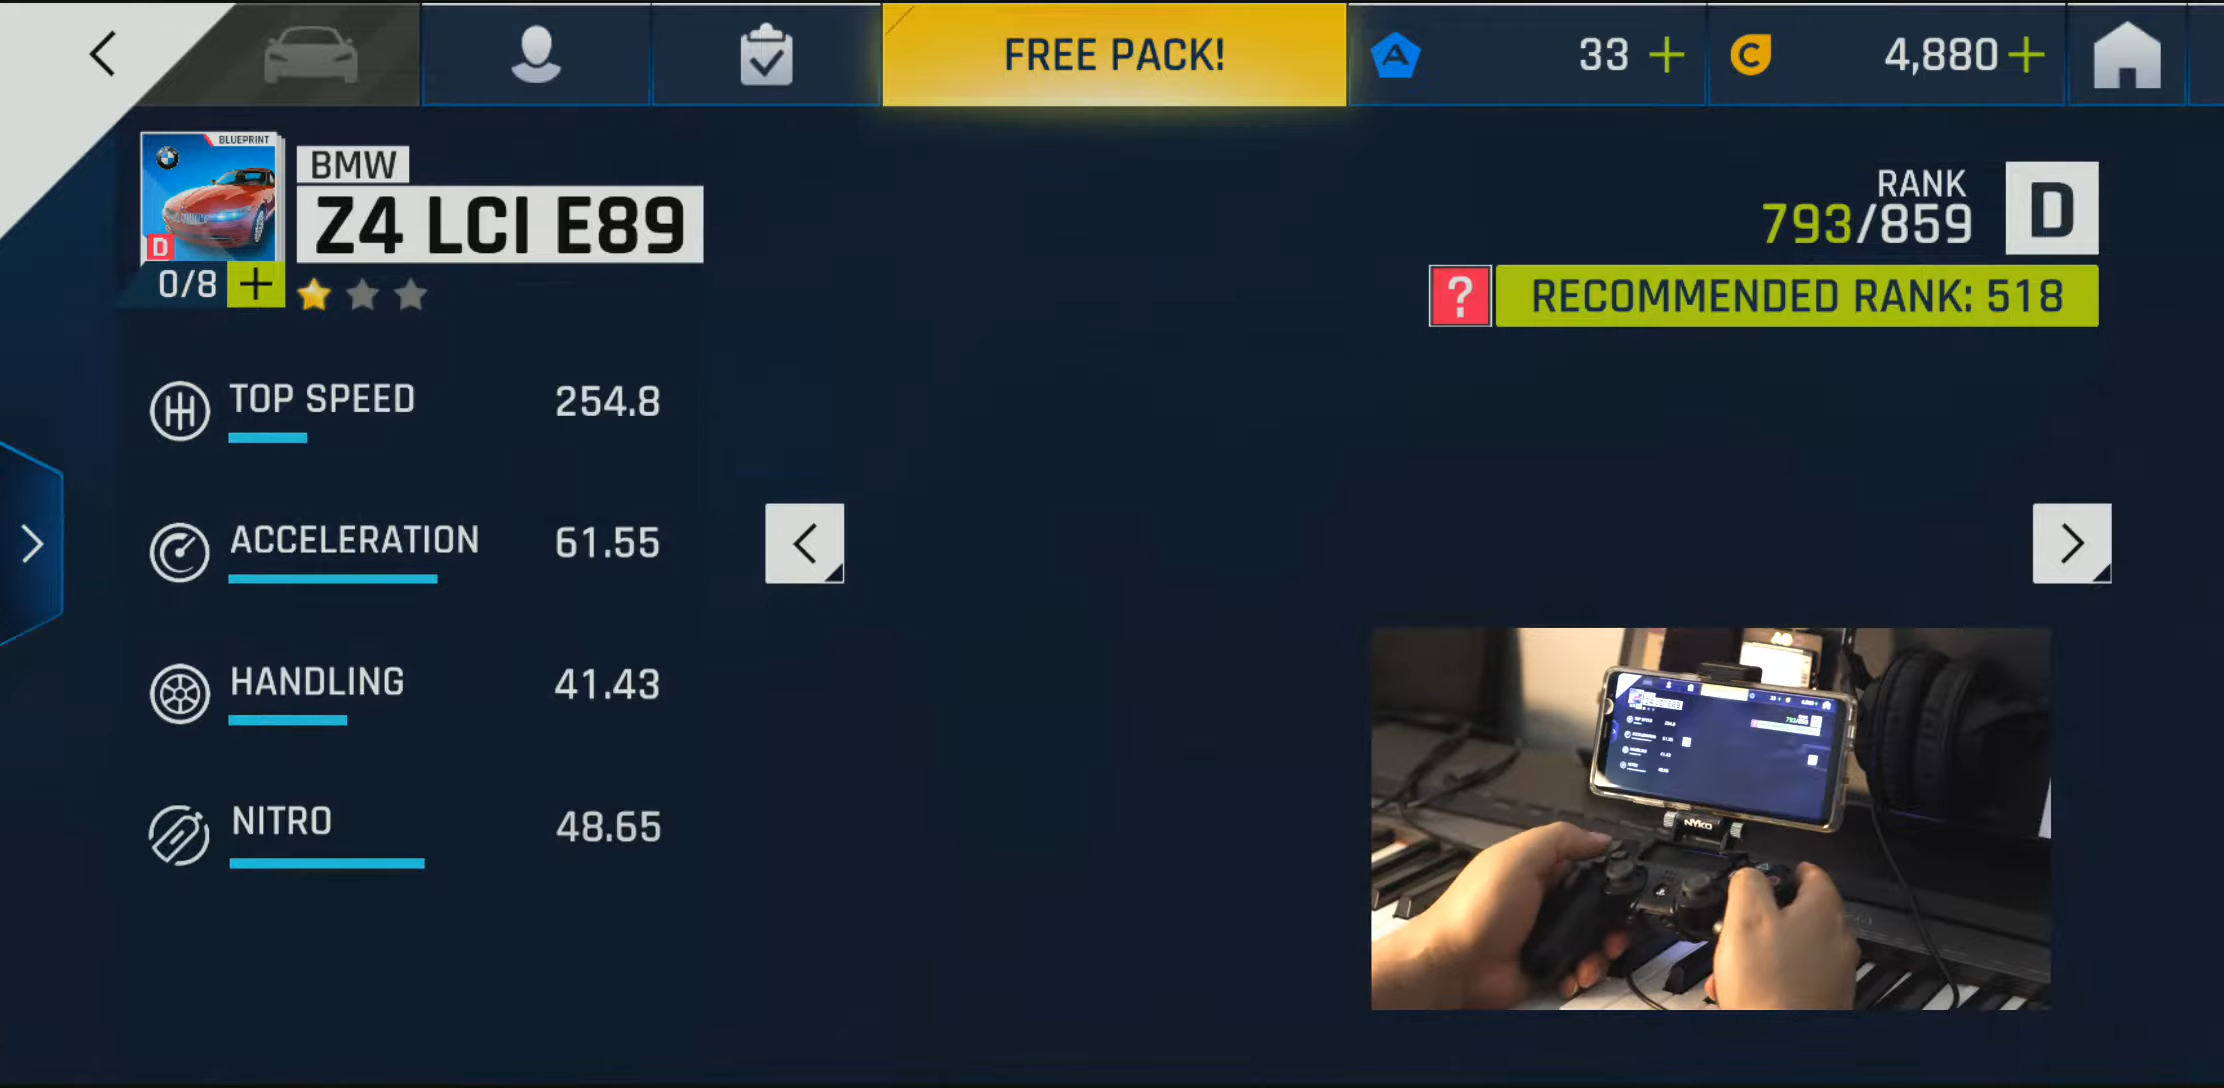 FREE PACK!
33
4,880
BLUEPRINT
D
0/8
BMW
Z4 LCI E89
RANK
793/859
D
?
RECOMMENDED RANK: 518
TOP SPEED 254.8
ACCELERATION 61.55
HANDLING 41.43
NITRO 48.65
NYKO